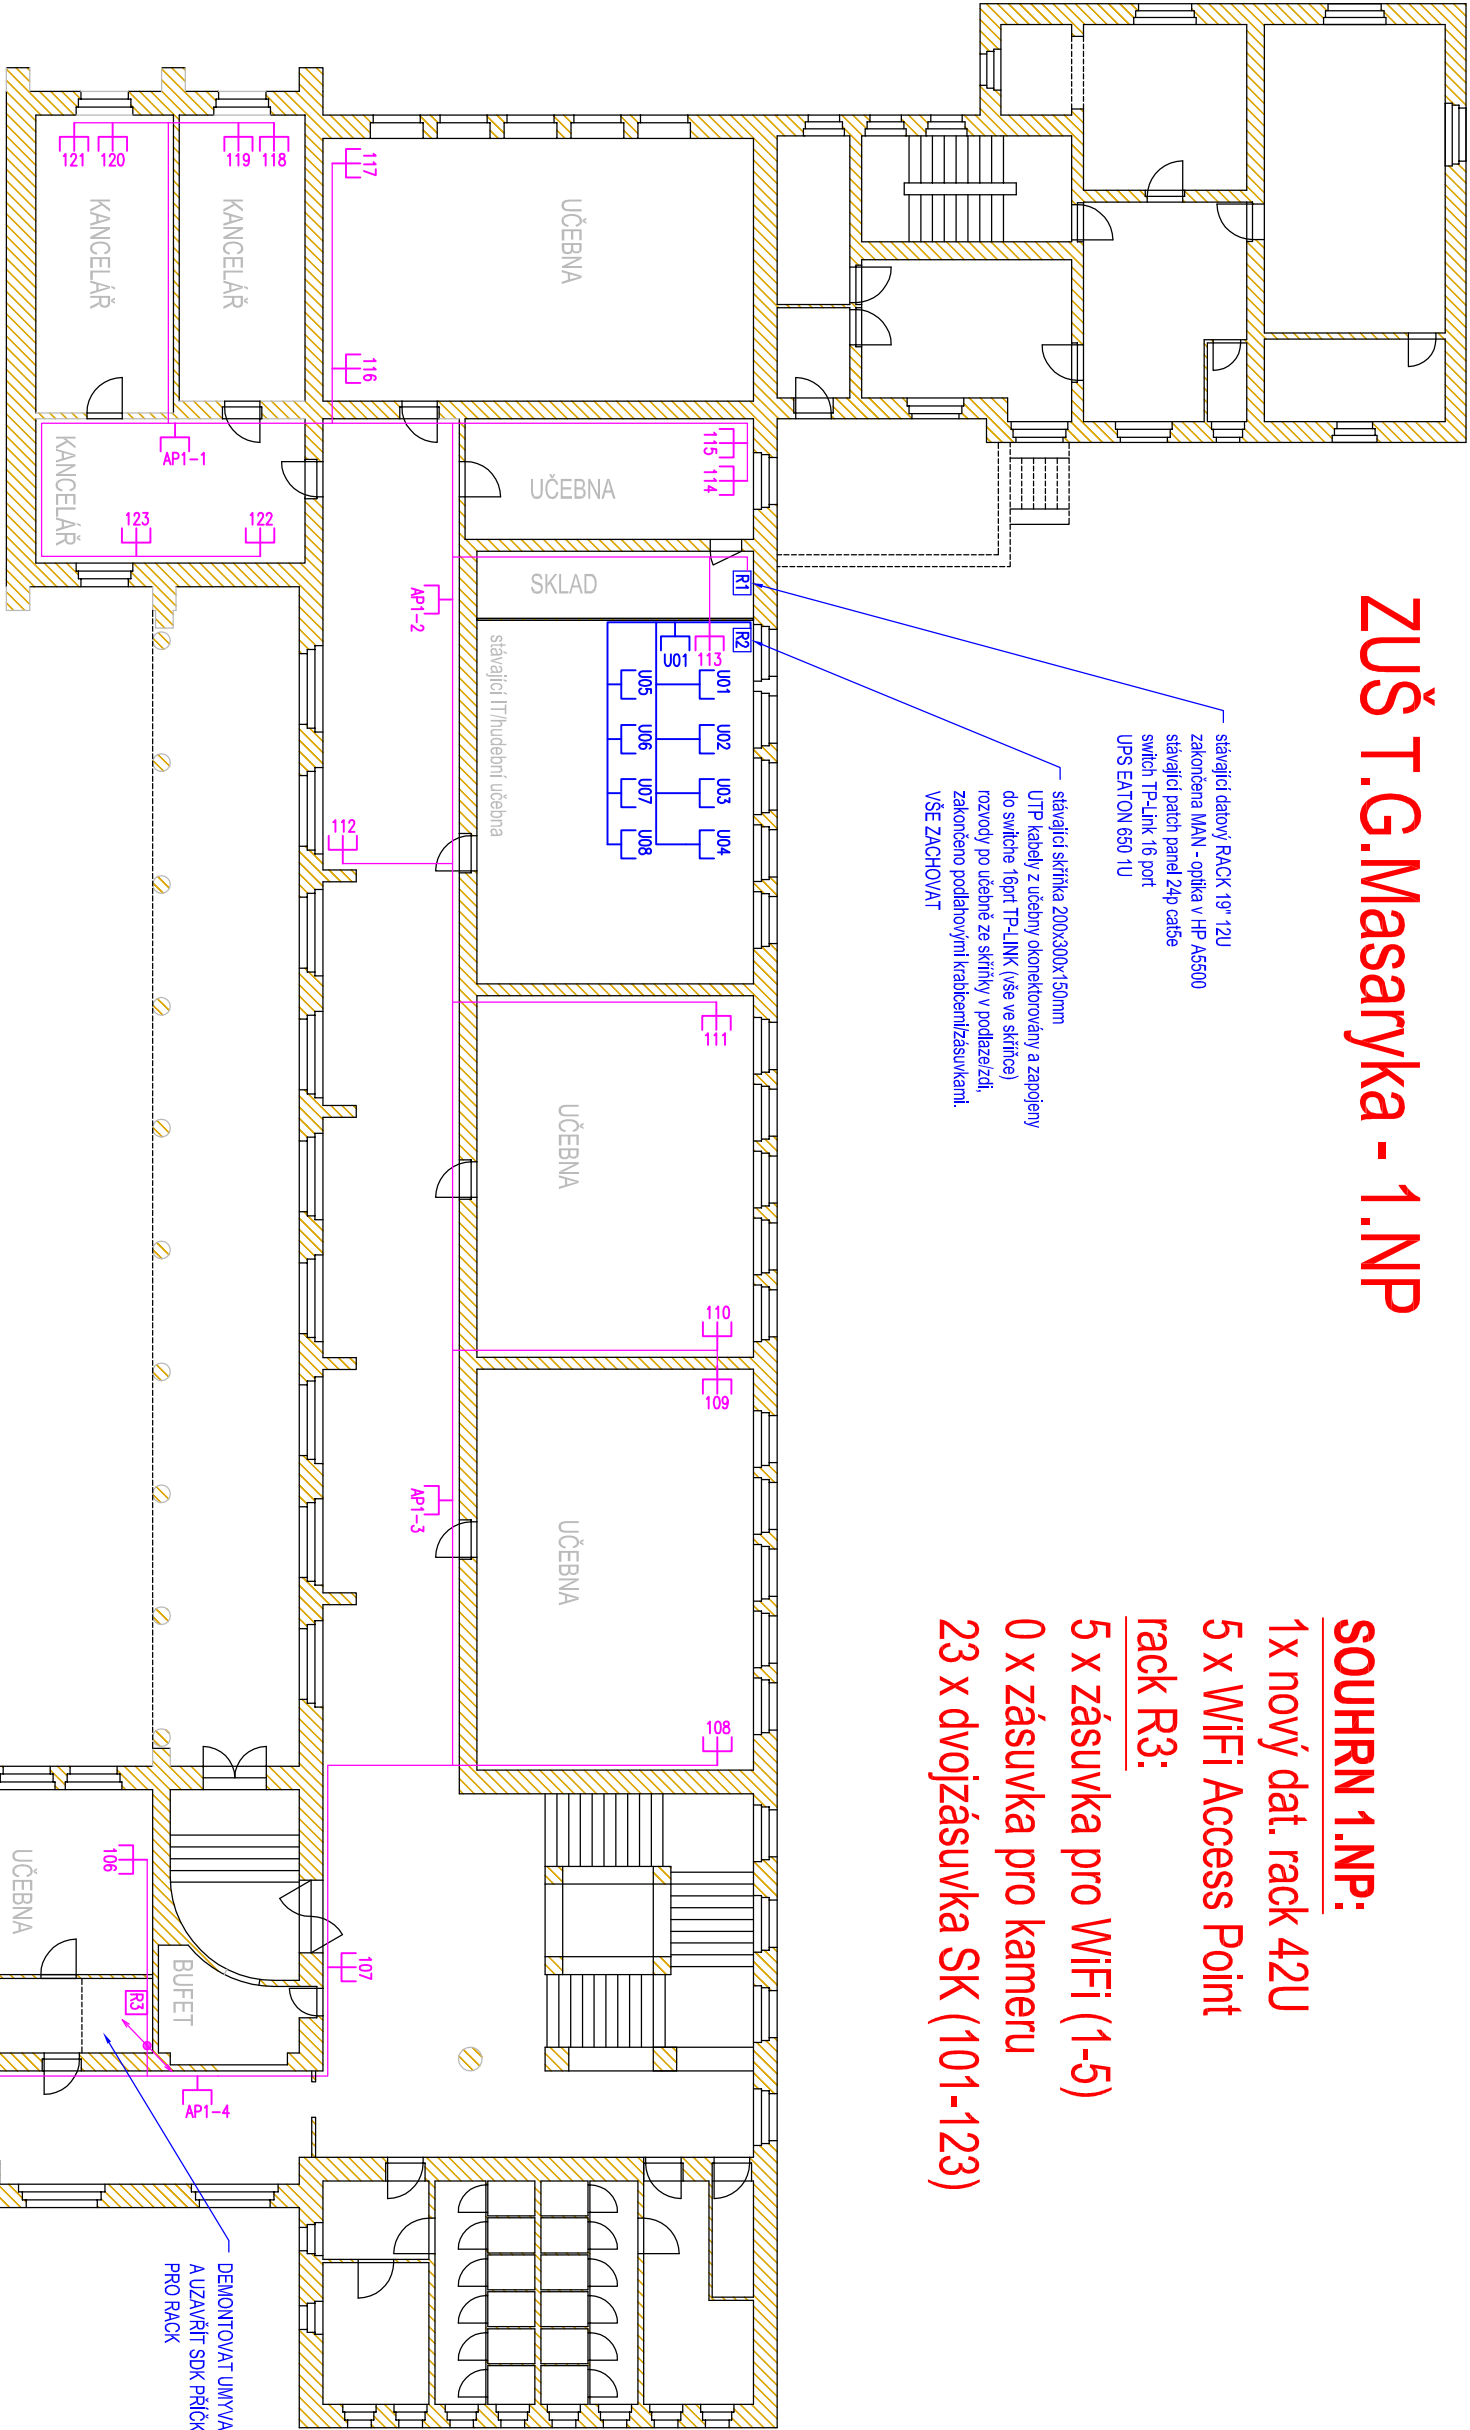 ZUŠ T.G.Masaryka - 1.NP
SOUHRN 1.NP:
1x nový dat. rack 42U
5 x WiFi Access Point
rack R3:
5 x zásuvka pro WiFi (1-5)
0 x zásuvka pro kameru
23 x dvojzásuvka SK (101-123)
stávající datový RACK 19" 12U
zakončena MAN - optika v HP A5500
stávající patch panel 24p cat5e
switch TP-Link 16 port
UPS EATON 650 1U
stávající skříňka 200x300x150mm
UTP kabely z učebny okonektorovány a zapojeny
do switche 16prt TP-LINK (vše ve skříňce)
rozvody po učebně ze skříňky v podlaze/zdi,
zakončeno podlahovými krabicemi/zásuvkami.
VŠE ZACHOVAT
R1
R2
113
U01
U01
U02
U03
U04
U05
U06
U07
U08
115
114
UČEBNA
SKLAD
stávající IT/hudební učebna
111
UČEBNA
110
109
UČEBNA
108
UČEBNA
117
116
AP1-2
112
AP1-3
107
118
119
120
121
KANCELÁŘ
KANCELÁŘ
AP1-1
KANCELÁŘ
122
123
106
UČEBNA
BUFET
R3
AP1-4
DEMONTOVAT UMYVA
A UZAVŘÍT SDK PŘÍČK
PRO RACK